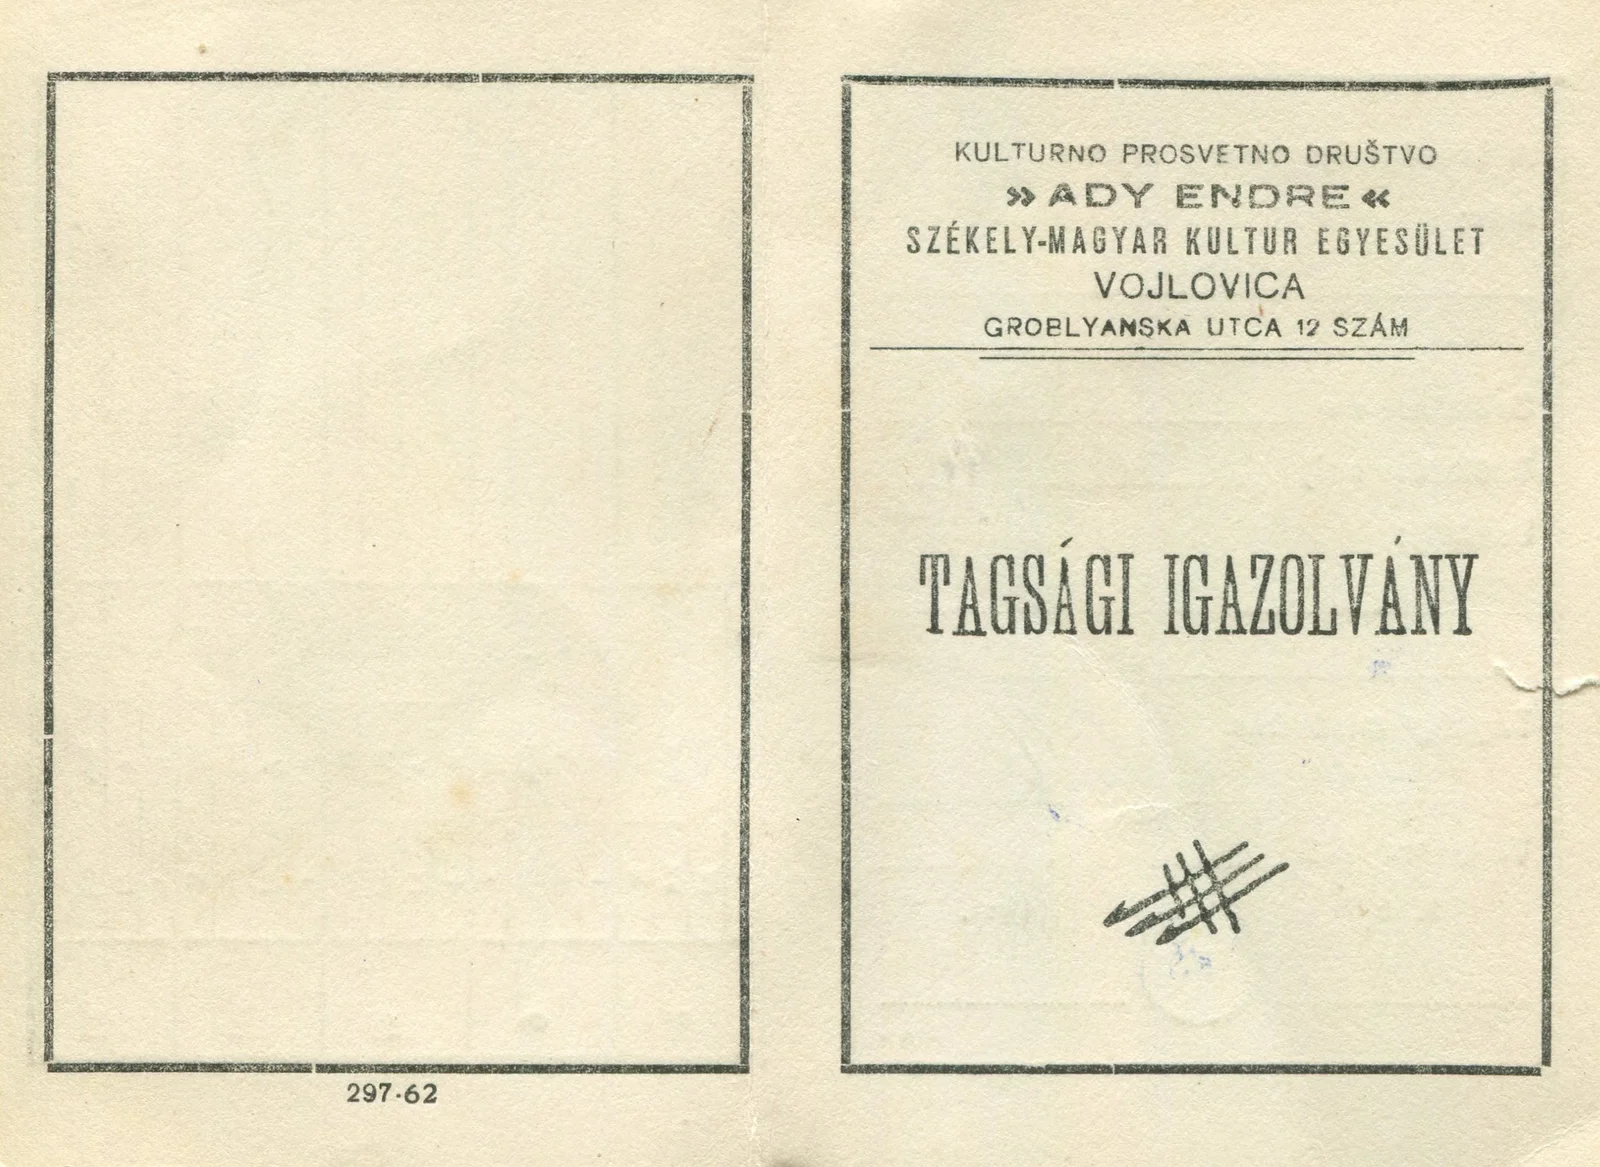 KULTURNO PROSVETNO DRUŠTVO
»ADY ENDRE«
SZÉKELY-MAGYAR KULTUR EGYESÜLET
VOJLOVICA
GROBLYANSKA UTCA 12 SZÁM
TAGSÁGI IGAZOLVÁNY
297-62